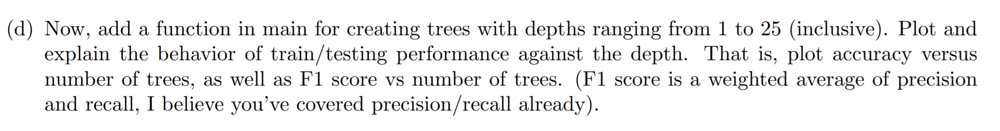 (d) Now, add a function in main for creating trees with depths ranging from 1 to 25 (inclusive). Plot and
explain the behavior of train/testing performance against the depth. That is, plot accuracy versus
number of trees, as well as F1 score vs number of trees. (F1 score is a weighted average of precision
and recall, I believe you've covered precision/recall already).